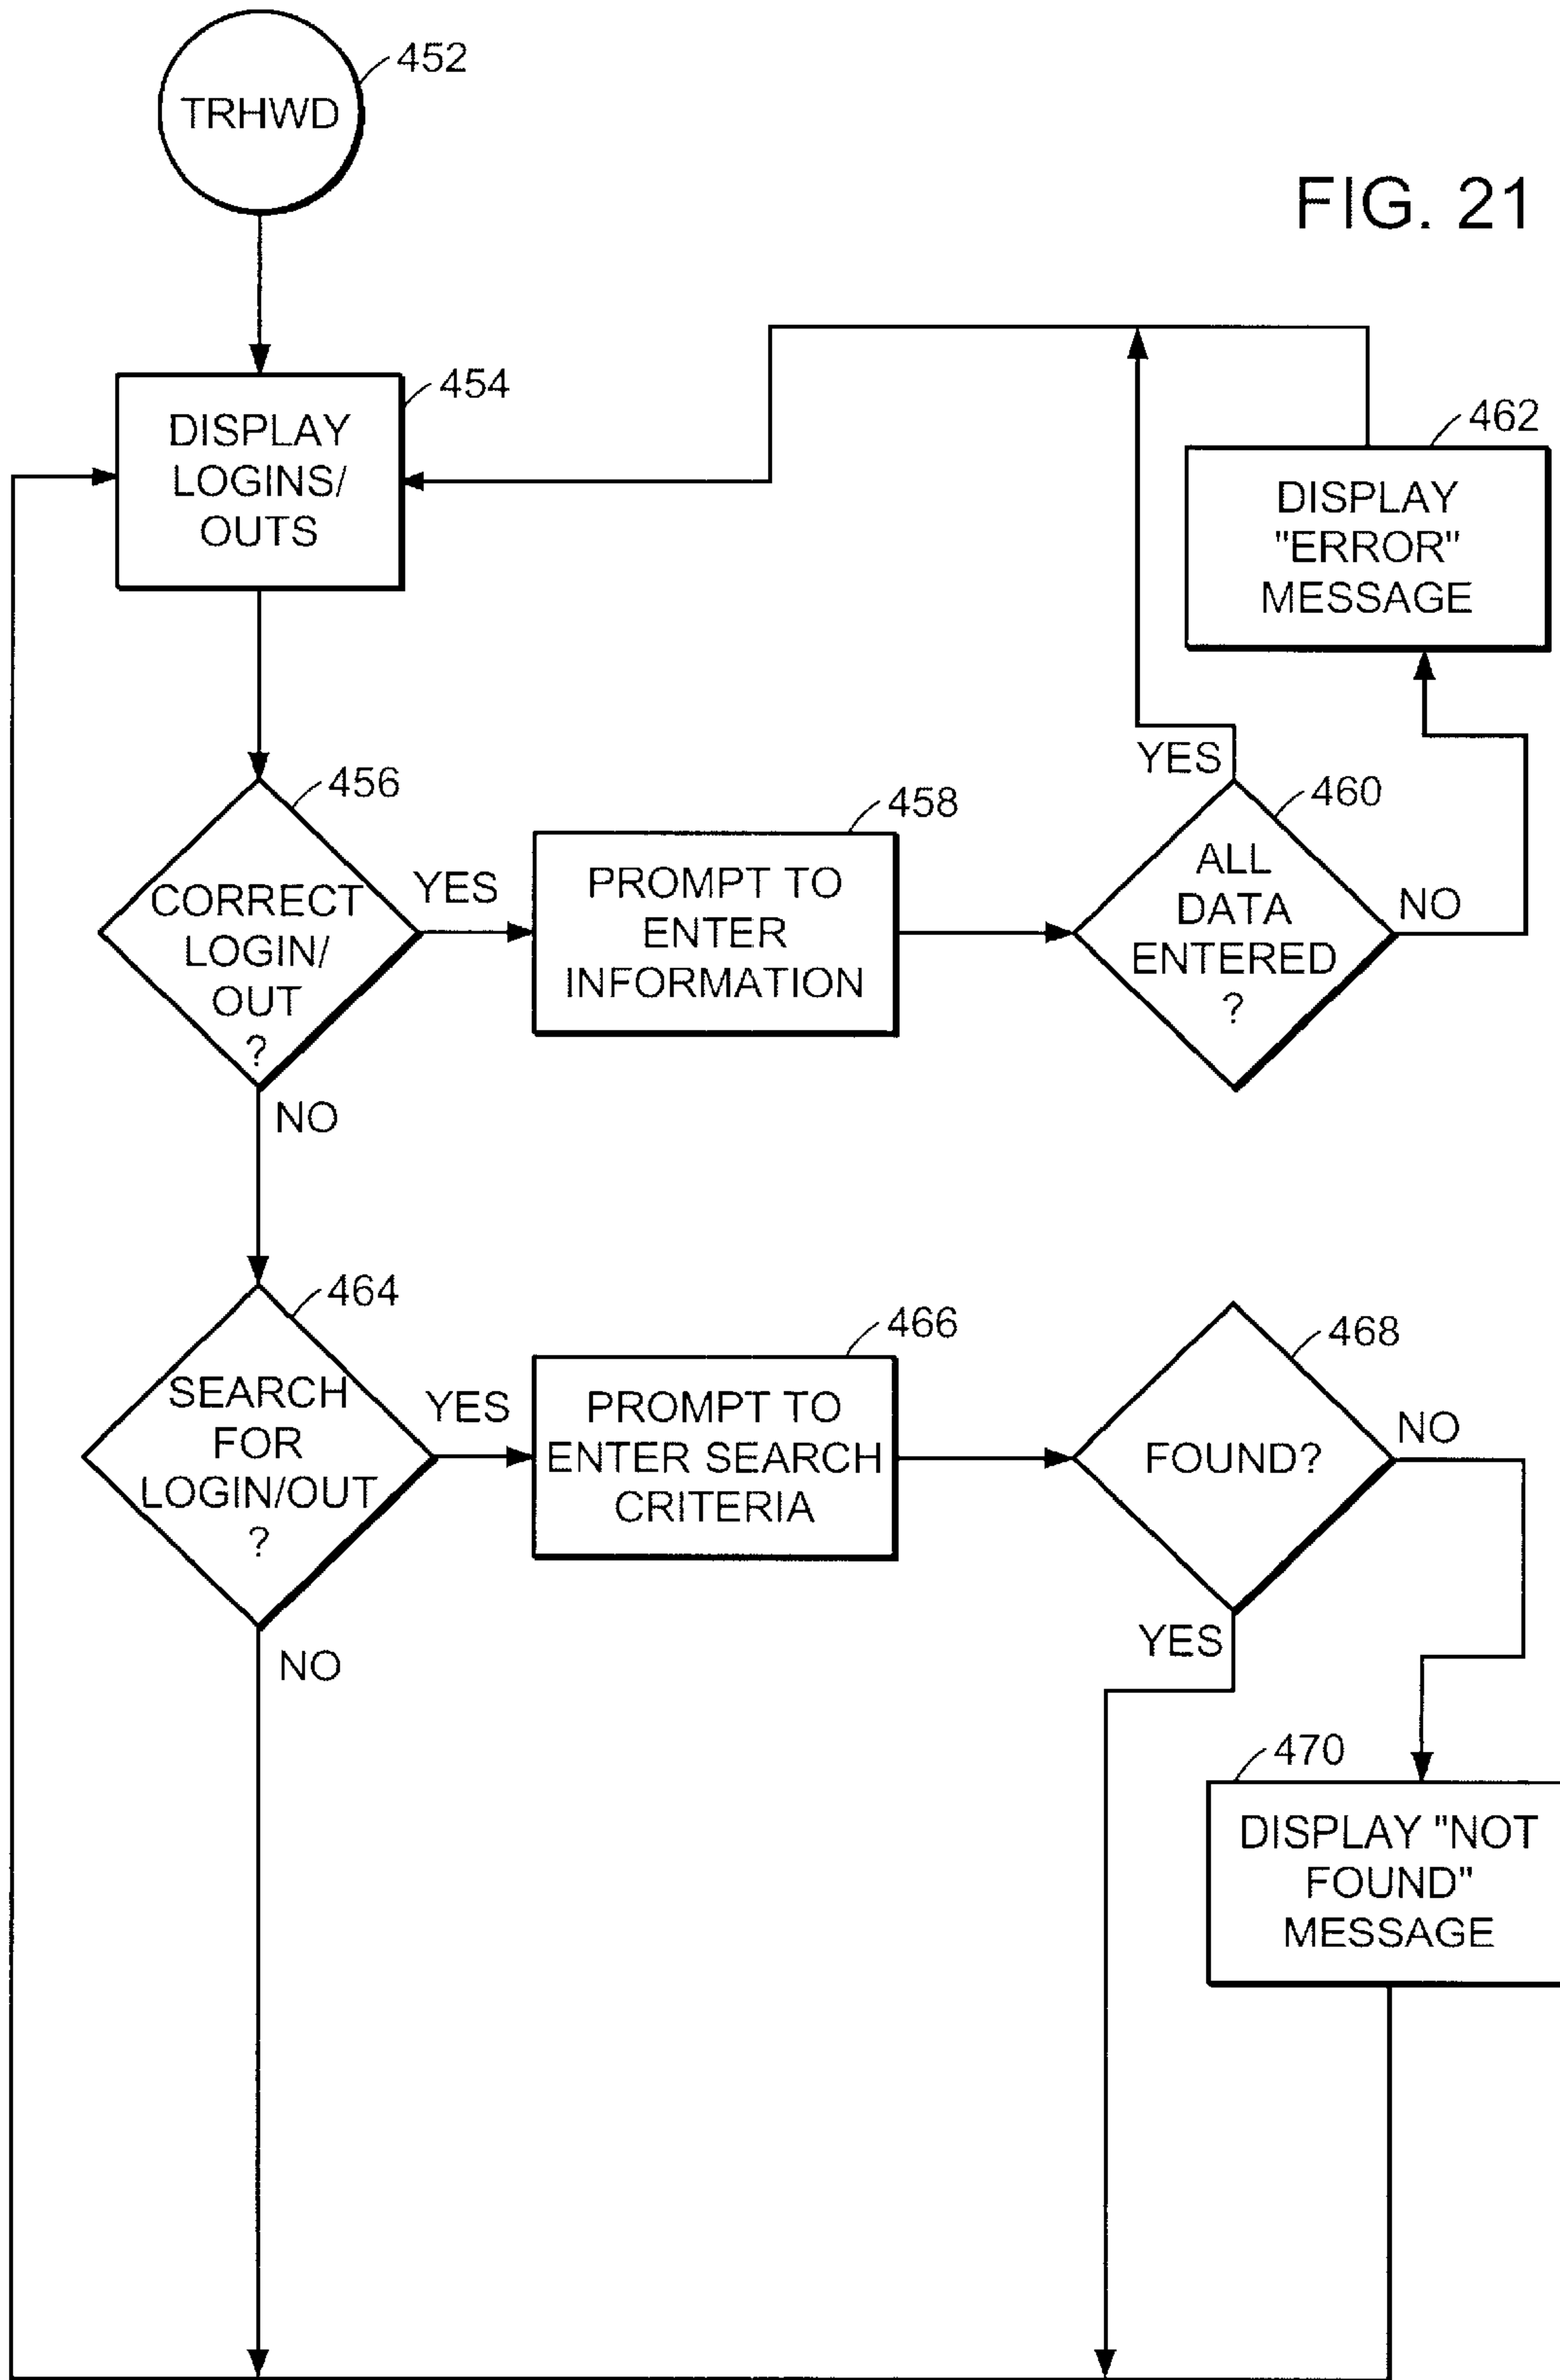 452
TRHWD
FIG. 21
454
DISPLAY
LOGINS/
OUTS
462
DISPLAY
"ERROR"
MESSAGE
456
CORRECT
LOGIN/
OUT
?
YES
NO
458
PROMPT TO
ENTER
INFORMATION
YES
460
ALL
DATA
ENTERED
?
NO
464
SEARCH
FOR
LOGIN/OUT
?
YES
NO
466
PROMPT TO
ENTER SEARCH
CRITERIA
468
FOUND?
NO
YES
470
DISPLAY "NOT
FOUND"
MESSAGE